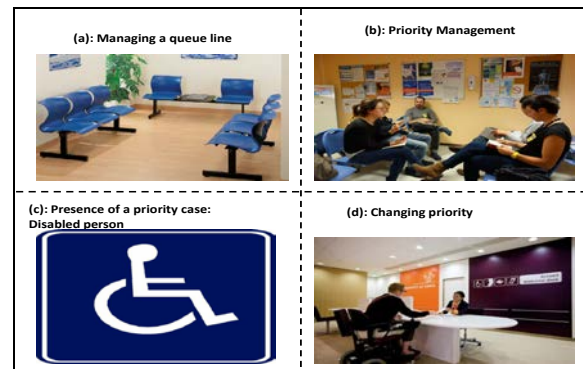 (a): Managing a queue line
(b): Priority Management
(c): Presence of a priority case:
Disabled person
(d): Changing priority